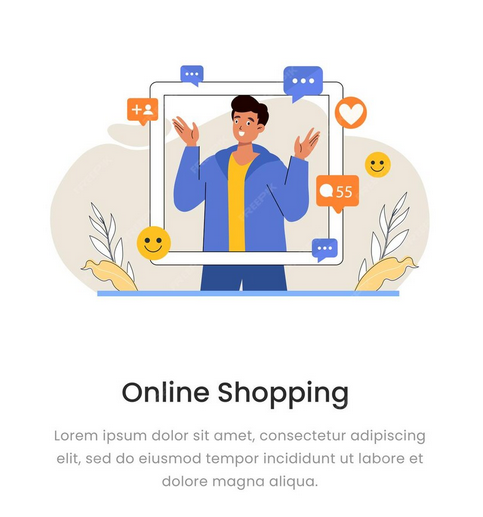 55
Online Shopping
Lorem ipsum dolor sit amet, consectetur adipiscing
elit, sed do eiusmod tempor incididunt ut labore et
dolore magna aliqua.